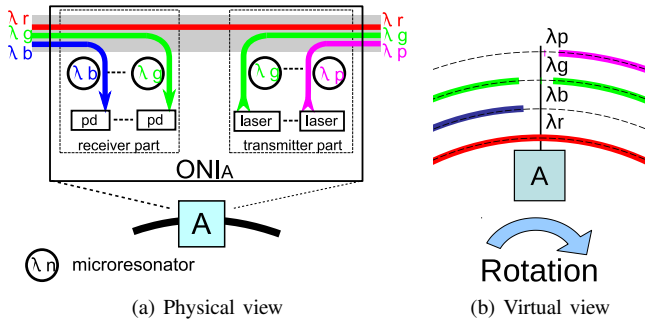 λ r
λ g
λ b
λ r
λ g
λ p
λ b
λ g
λ g
λ p
pd
pd
laser
laser
receiver part
transmitter part
ONIA
A
λ n microresonator
(a) Physical view
λp
λg
λb
λr
A
Rotation
(b) Virtual view